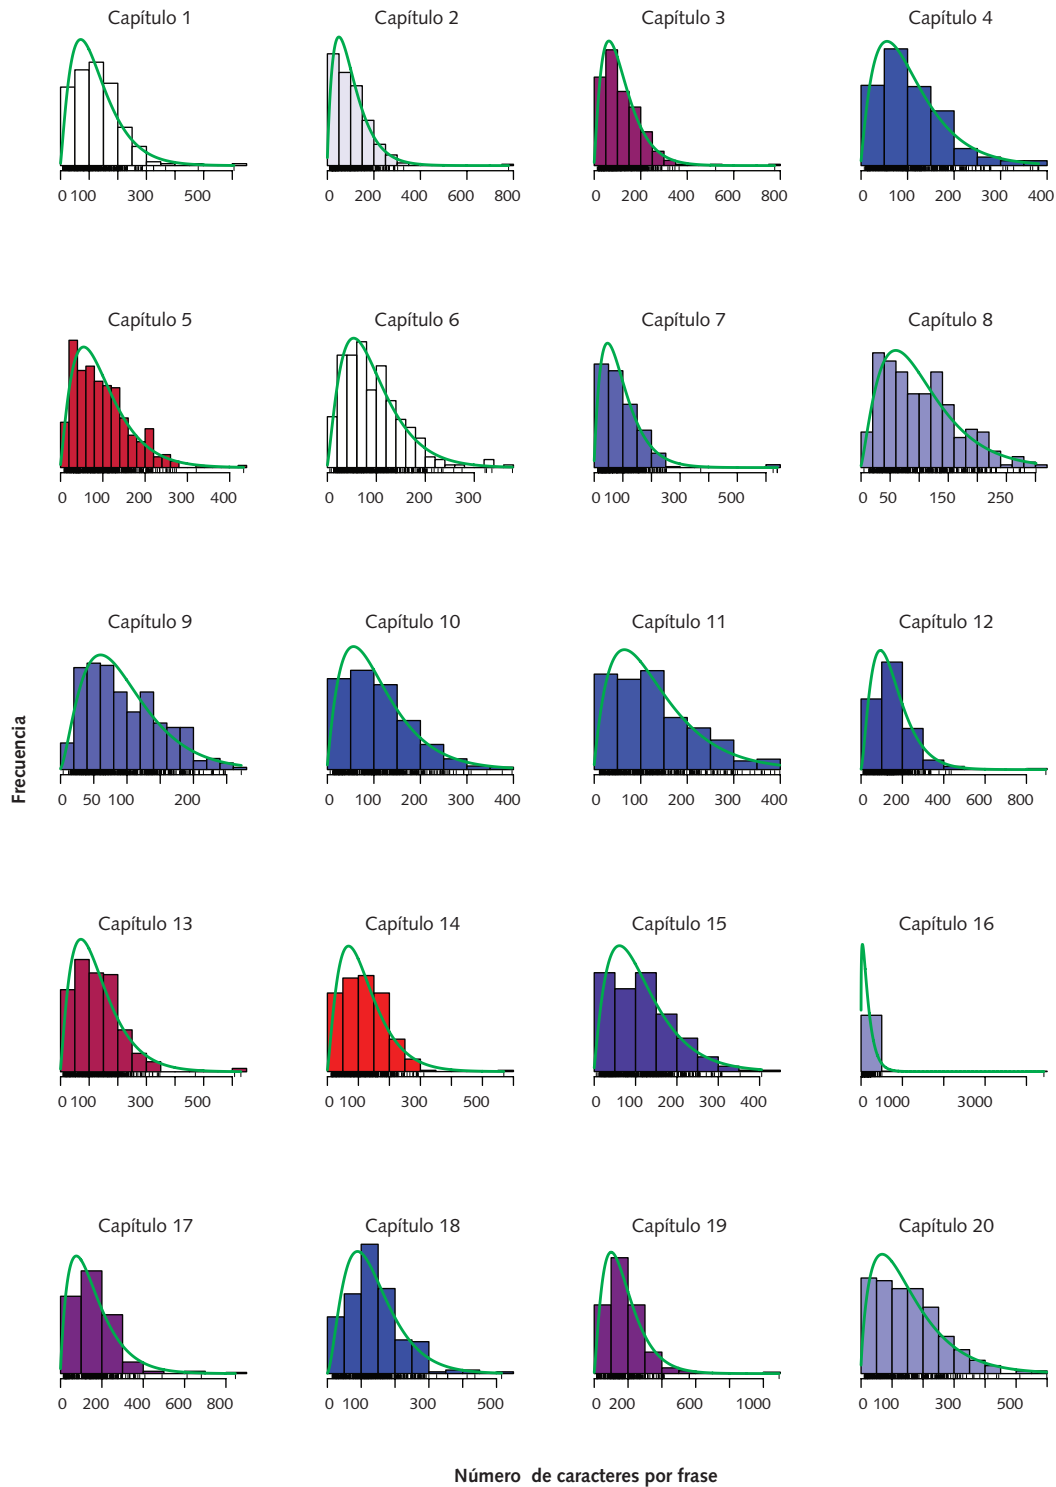 Capítulo 1
Capítulo 2
Capítulo 3
Capítulo 4
0 100 300 500
0 200 400 600 800
0 200 400 600 800
0 100 200 300 400
Capítulo 5
Capítulo 6
Capítulo 7
Capítulo 8
0 100 200 300 400
0 100 200 300
0 100 300 500
0 50 150 250
Capítulo 9
Capítulo 10
Capítulo 11
Capítulo 12
0 50 100 200
0 100 200 300 400
0 100 200 300 400
0 200 400 600 800
Frecuencia
Capítulo 13
Capítulo 14
Capítulo 15
Capítulo 16
0 100 300 500
0 100 300 500
0 100 200 300 400
0 1000 3000
Capítulo 17
Capítulo 18
Capítulo 19
Capítulo 20
0 200 400 600 800
0 100 300 500
0 200 600 1000
0 100 300 500
Número de caracteres por frase